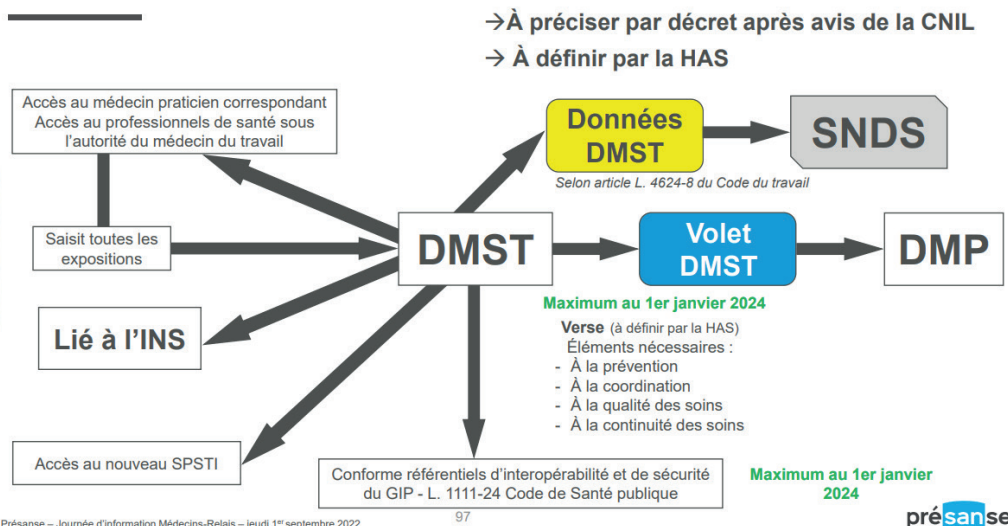 →À préciser par décret après avis de la CNIL
→ À définir par la HAS
Accès au médecin praticien correspondant
Accès au professionnels de santé sous
l'autorité du médecin du travail
Données
DMST
SNDS
Selon article L. 4624-8 du Code du travail
Saisit toutes les
expositions
DMST
Volet
DMST
DMP
Maximum au 1er janvier 2024
Verse (à définir par la HAS)
Éléments nécessaires :
- À la prévention
- À la coordination
- À la qualité des soins
- À la continuité des soins
Lié à l'INS
Accès au nouveau SPSTI
Conforme référentiels d'interopérabilité et de sécurité
du GIP - L. 1111-24 Code de Santé publique
Maximum au 1er janvier
2024
Présanse – Journée d'information Médecins-Relais – jeudi 1er septembre 2022
97
présanse